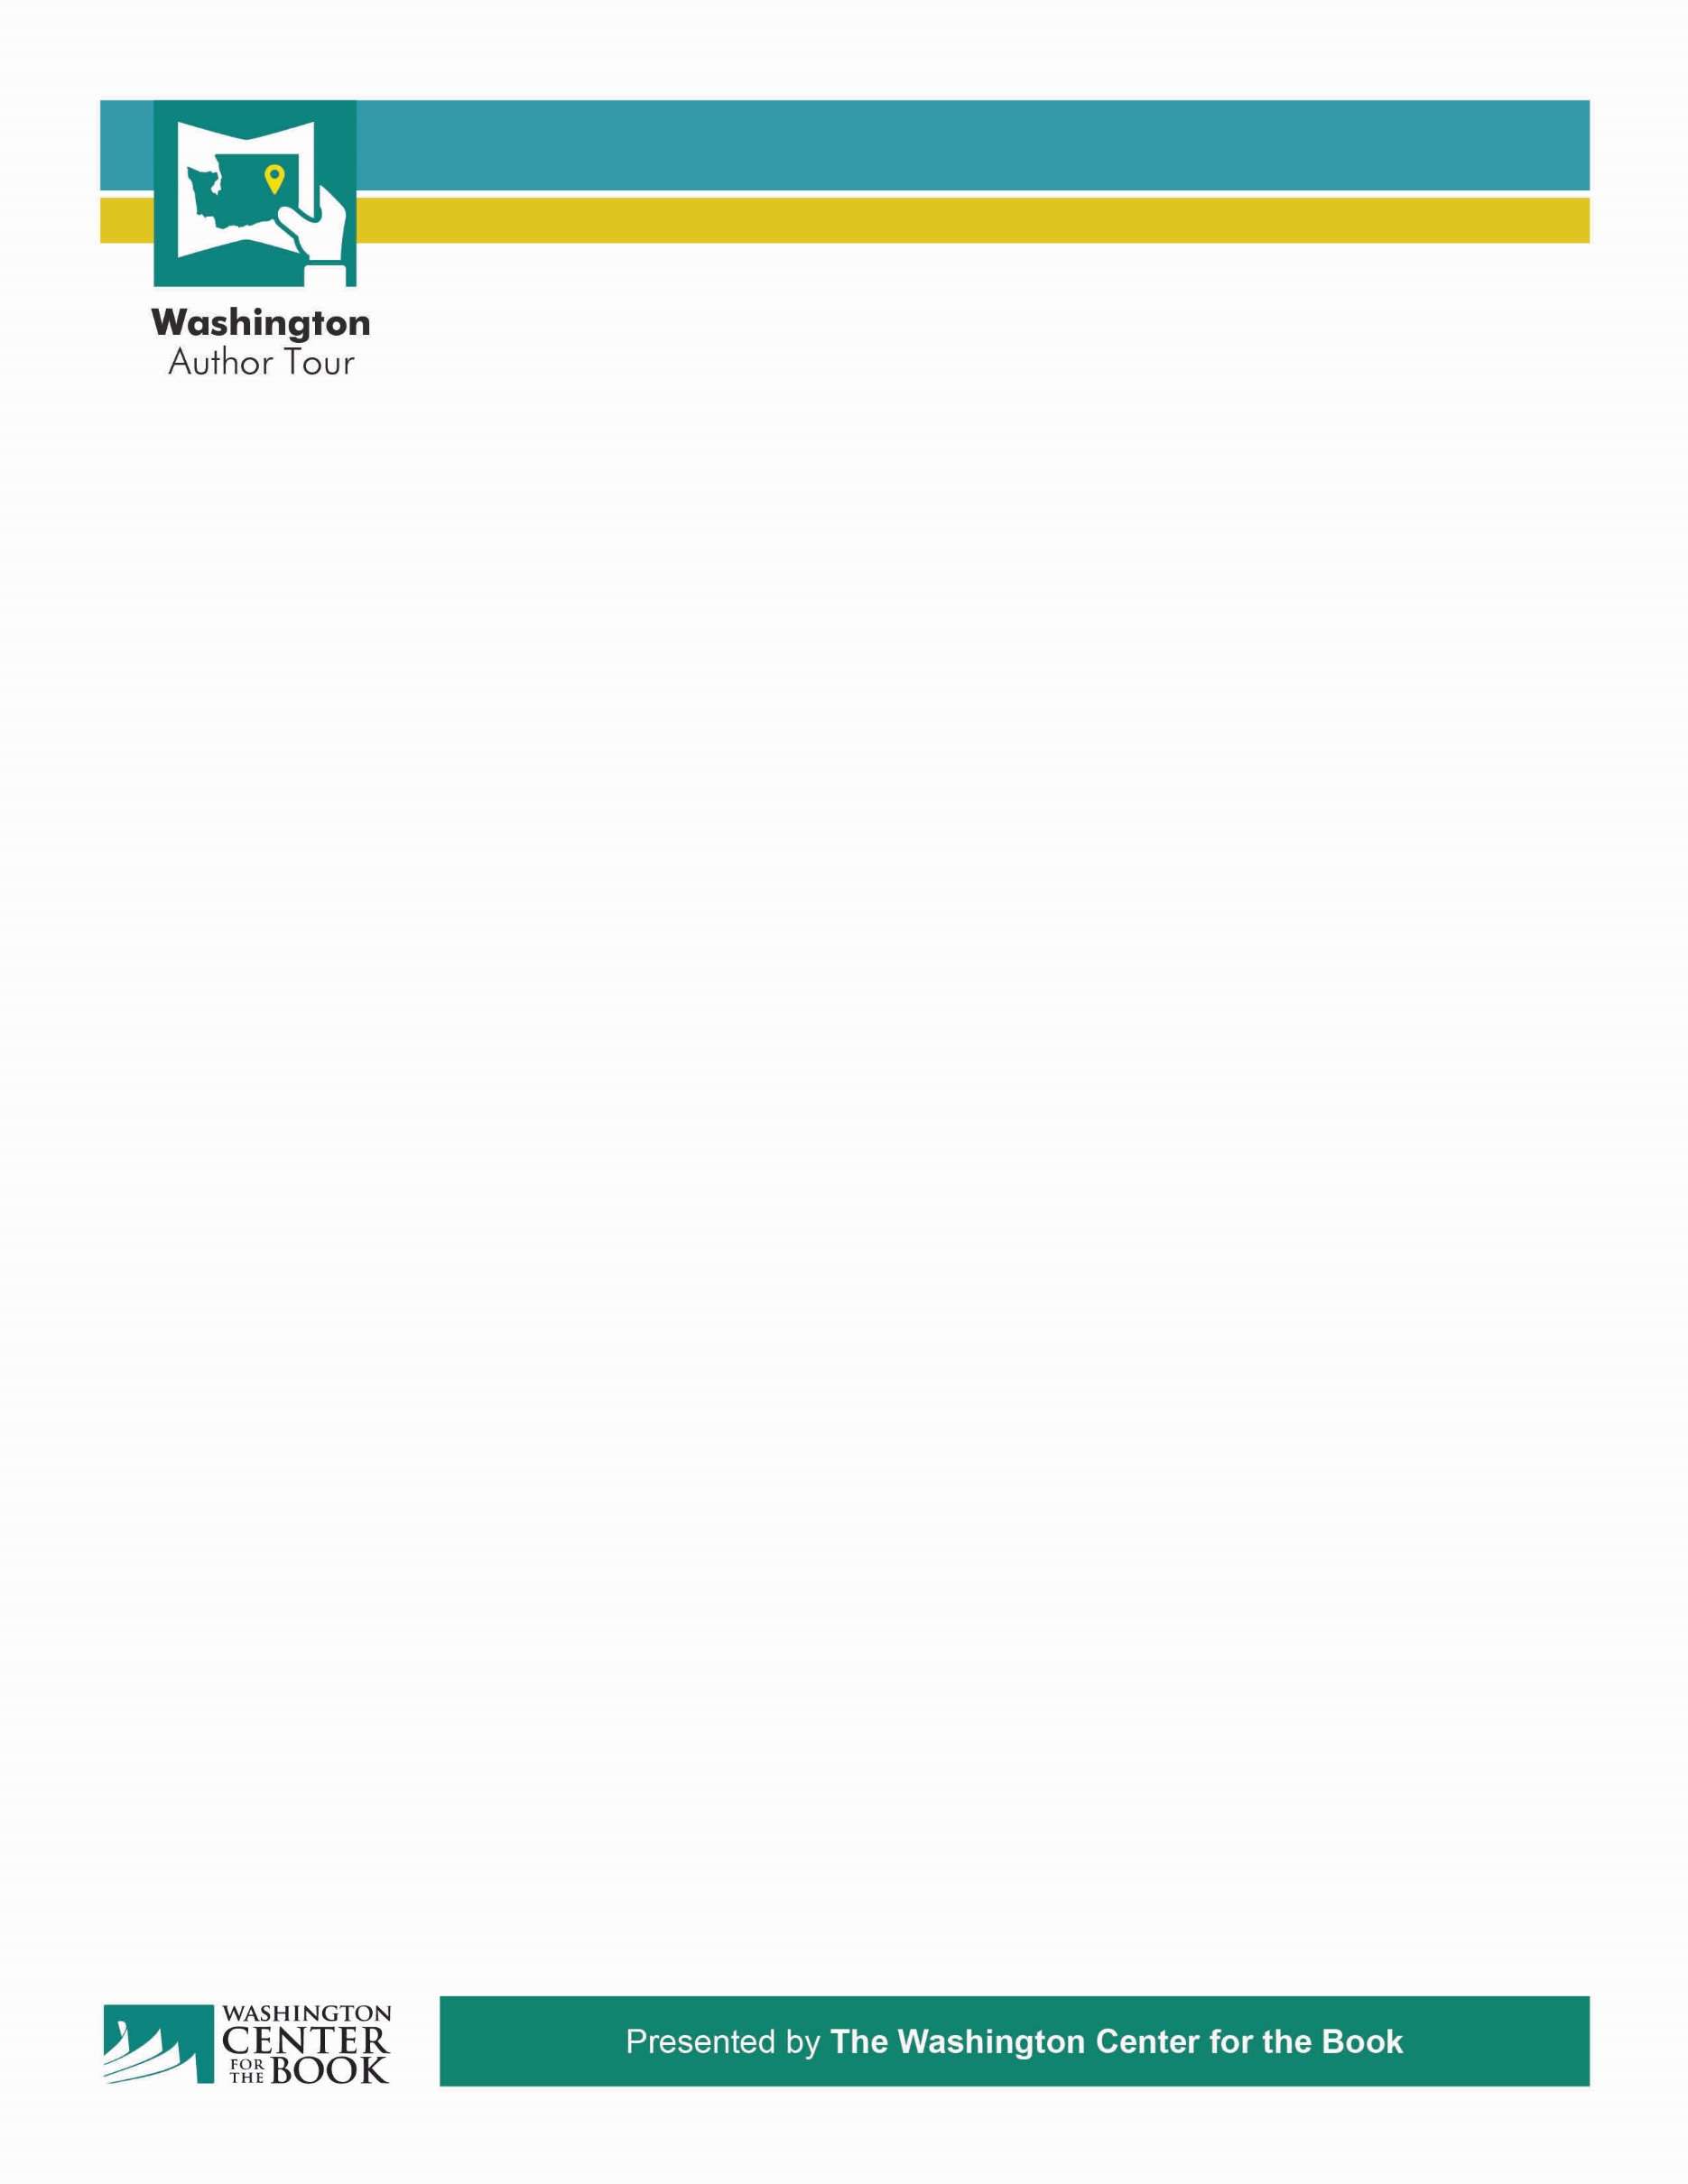 Washington
Author Tour
WASHINGTON
CENTER
FOR
THE BOOK
Presented by The Washington Center for the Book